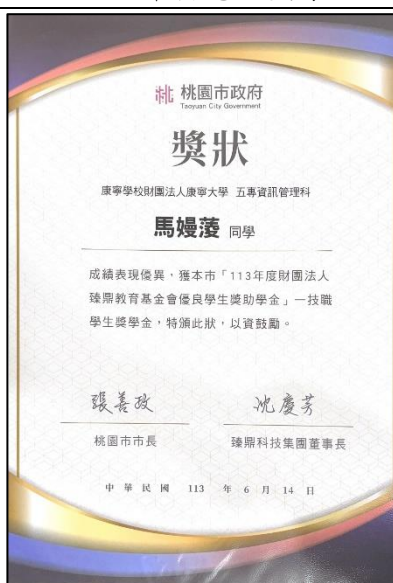 桃園市政府
Taoyuan City Government
獎狀
康寧學校財團法人康寧大學 五專資訊管理科
馬嫚蓤 同學
成績表現優異，獲本市「113年度財團法人
臻鼎教育基金會優良學生獎助學金」—技職
學生獎學金，特頒此狀，以資鼓勵。
張善政 沈慶芳
桃園市市長 臻鼎科技集團董事長
中華民國 113 年 6 月 14 日